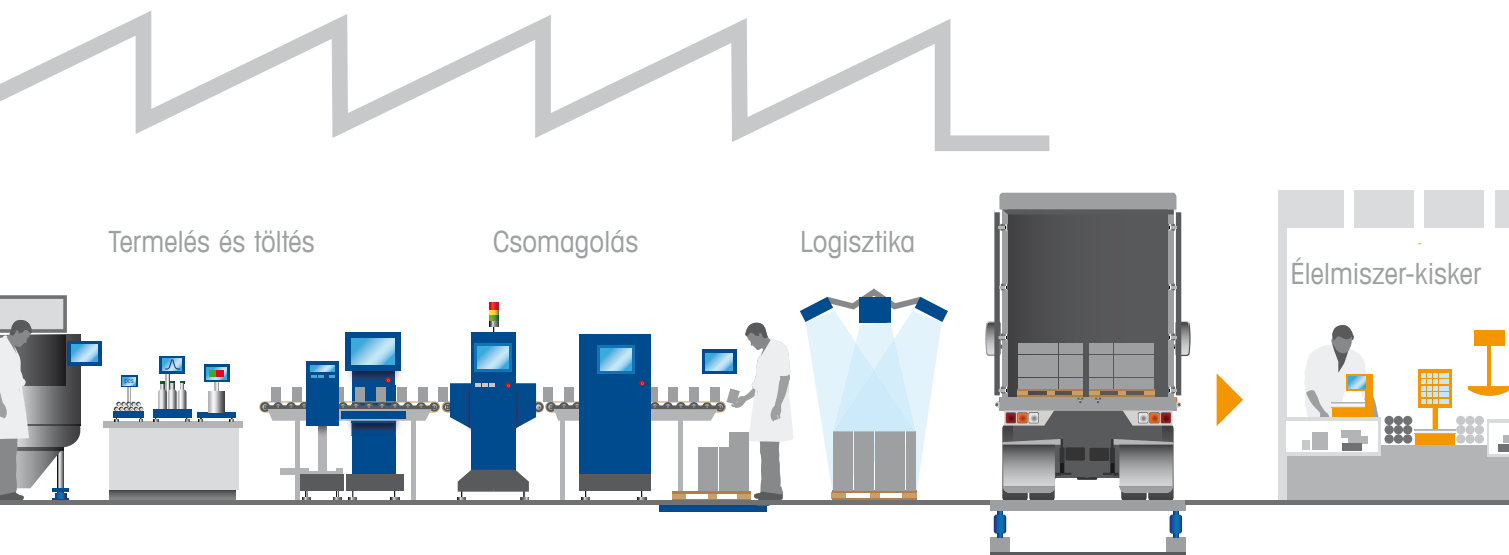 Termelés és töltés
Csomagolás
Logisztika
Élelmiszer-kisker